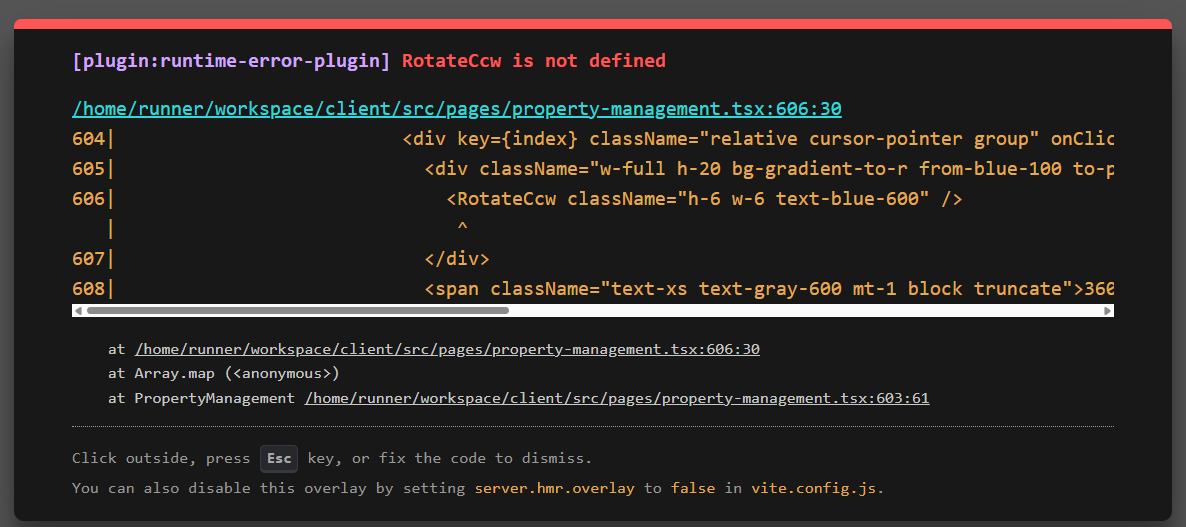 [plugin:runtime-error-plugin] RotateCcw is not defined
/home/runner/workspace/client/src/pages/property-management.tsx:606:30
604|                          <div key={index} className="relative cursor-pointer group" onClic
605|                            <div className="w-full h-20 bg-gradient-to-r from-blue-100 to-p
606|                              <RotateCcw className="h-6 w-6 text-blue-600" />
   |                               ^
607|                            </div>
608|                            <span className="text-xs text-gray-600 mt-1 block truncate">360
at /home/runner/workspace/client/src/pages/property-management.tsx:606:30
at Array.map (<anonymous>)
at PropertyManagement /home/runner/workspace/client/src/pages/property-management.tsx:603:61
Click outside, press Esc key, or fix the code to dismiss.
You can also disable this overlay by setting server.hmr.overlay to false in vite.config.js.